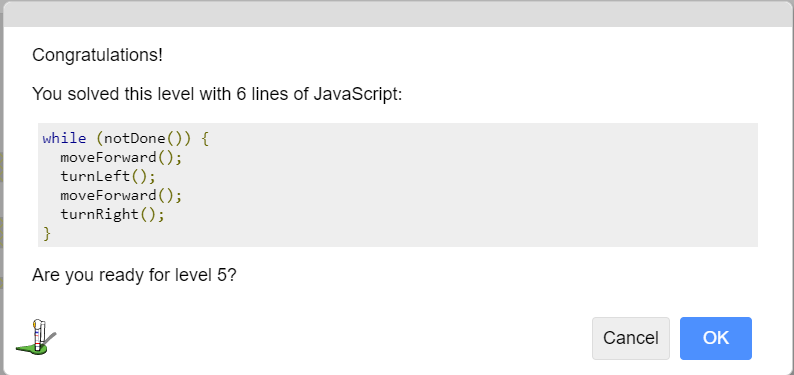 Congratulations!
You solved this level with 6 lines of JavaScript:
while (notDone()) {
  moveForward();
  turnLeft();
  moveForward();
  turnRight();
}
Are you ready for level 5?
Cancel
OK